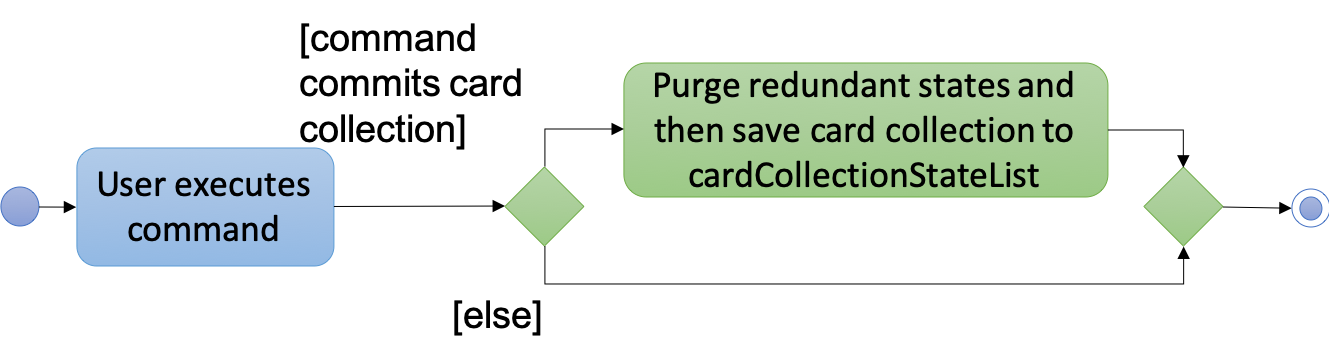 [command
commits card
collection]
Purge redundant states and
then save card collection to
cardCollectionStateList
User executes
command
[else]